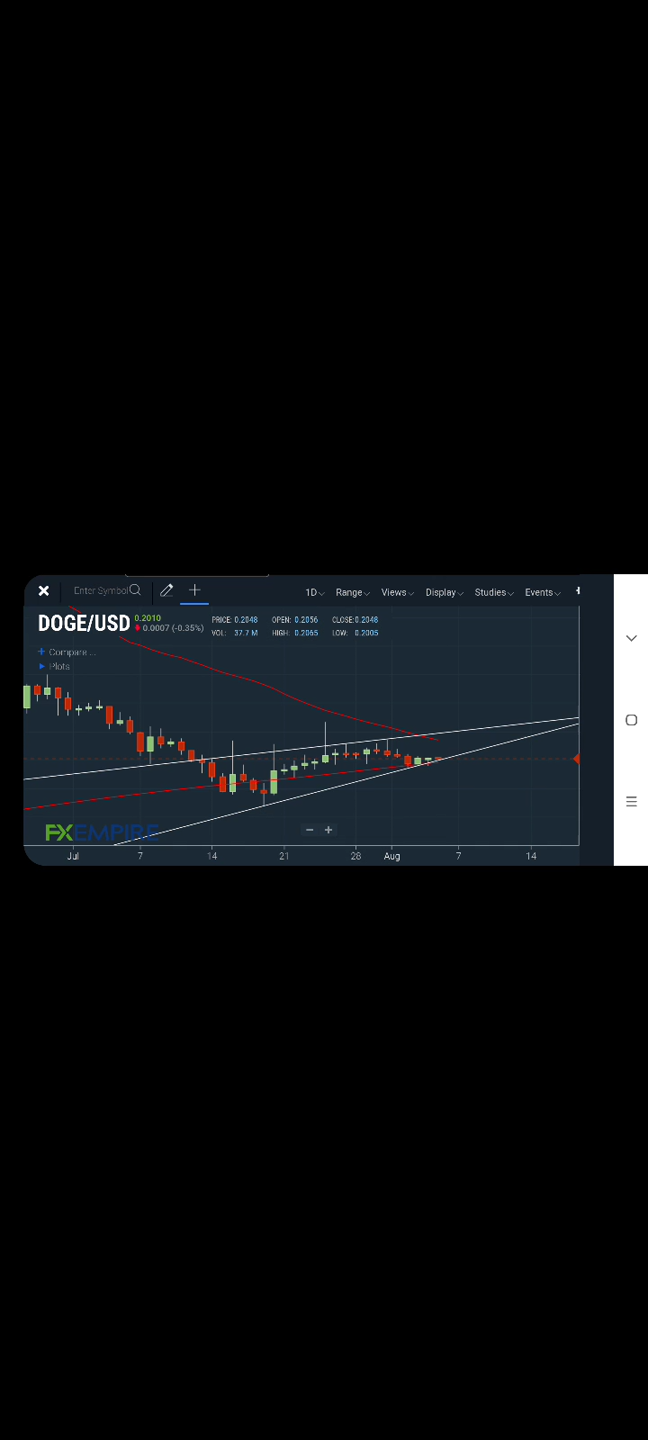 Enter Symbol
1D Range Views Display Studies Events
DOGE/USD 0.2010 0.0007 (-0.35%)
PRICE: 0.2048 OPEN: 0.2056 CLOSE:0.2048
VOL: 37.7 M HIGH: 0.2065 LOW: 0.2005
Compare ...
Plots
FXEMPIRE
Jul 7 14 21 28 Aug 7 14